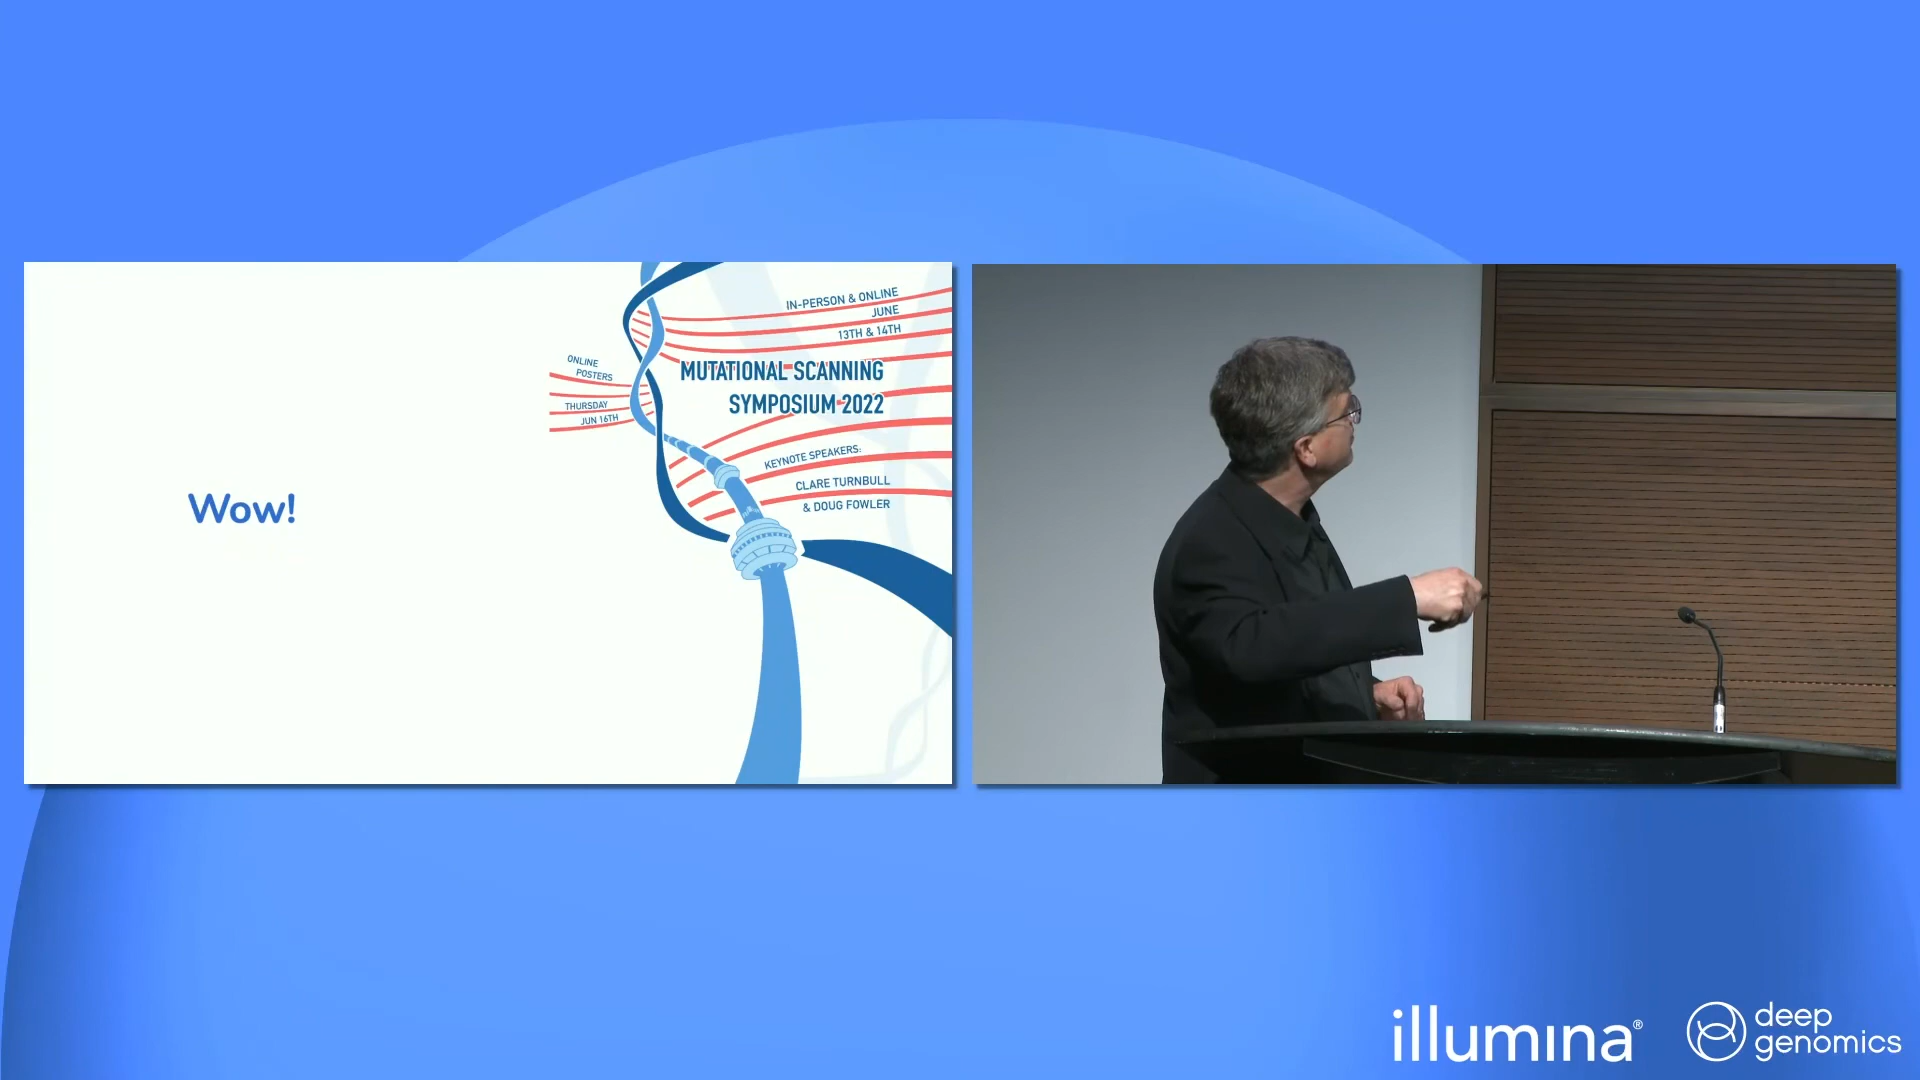 Wow!
IN-PERSON & ONLINE
JUNE
13TH & 14TH
MUTATIONAL SCANNING
SYMPOSIUM 2022
ONLINE
POSTERS
THURSDAY
JUN 16TH
KEYNOTE SPEAKERS:
CLARE TURNBULL
& DOUG FOWLER
illumına®
deep
genomics